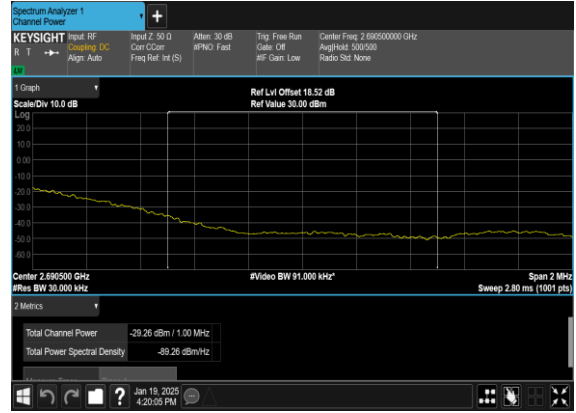 Spectrum Analyzer 1
Channel Power
+
KEYSIGHT Input: RF Input Z: 50 Ω Atten: 30 dB Trig: Free Run Center Freq: 2.690500000 GHz
R T Coupling: DC Corr CCorr #PNO: Fast Gate: Off Avg|Hold: 500/500
Align: Auto Freq Ref: Int (S) #IF Gain: Low Radio Std: None
1 Graph
Ref Lvl Offset 18.52 dB
Scale/Div 10.0 dB Ref Value 30.00 dBm
Log
20.0
10.0
0.00
-10.0
-20.0
-30.0
-40.0
-50.0
-60.0
Center 2.690500 GHz #Video BW 91.000 kHz* Span 2 MHz
#Res BW 30.000 kHz Sweep 2.80 ms (1001 pts)
2 Metrics
Total Channel Power -29.26 dBm / 1.00 MHz
Total Power Spectral Density -89.26 dBm/Hz
? Jan 19, 2025
4:20:05 PM